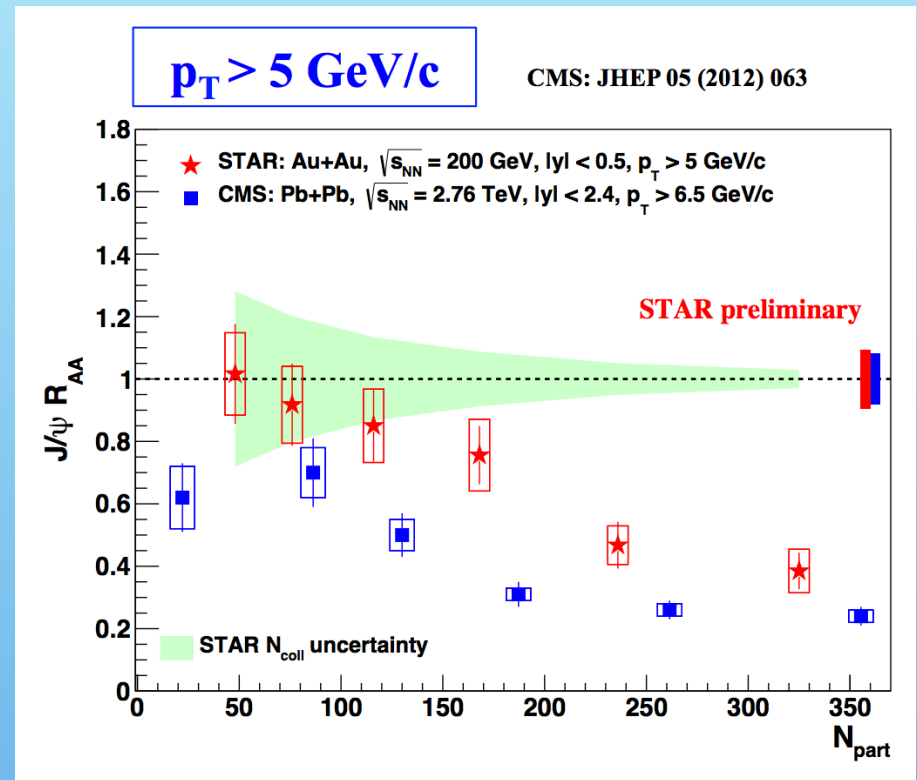 p_T > 5 GeV/c
CMS: JHEP 05 (2012) 063
STAR: Au+Au, √s_NN = 200 GeV, |y| < 0.5, p_T > 5 GeV/c
CMS: Pb+Pb, √s_NN = 2.76 TeV, |y| < 2.4, p_T > 6.5 GeV/c
STAR preliminary
STAR N_coll uncertainty
J/ψ R_AA
1.8
1.6
1.4
1.2
1
0.8
0.6
0.4
0.2
0
0 50 100 150 200 250 300 350
N_part